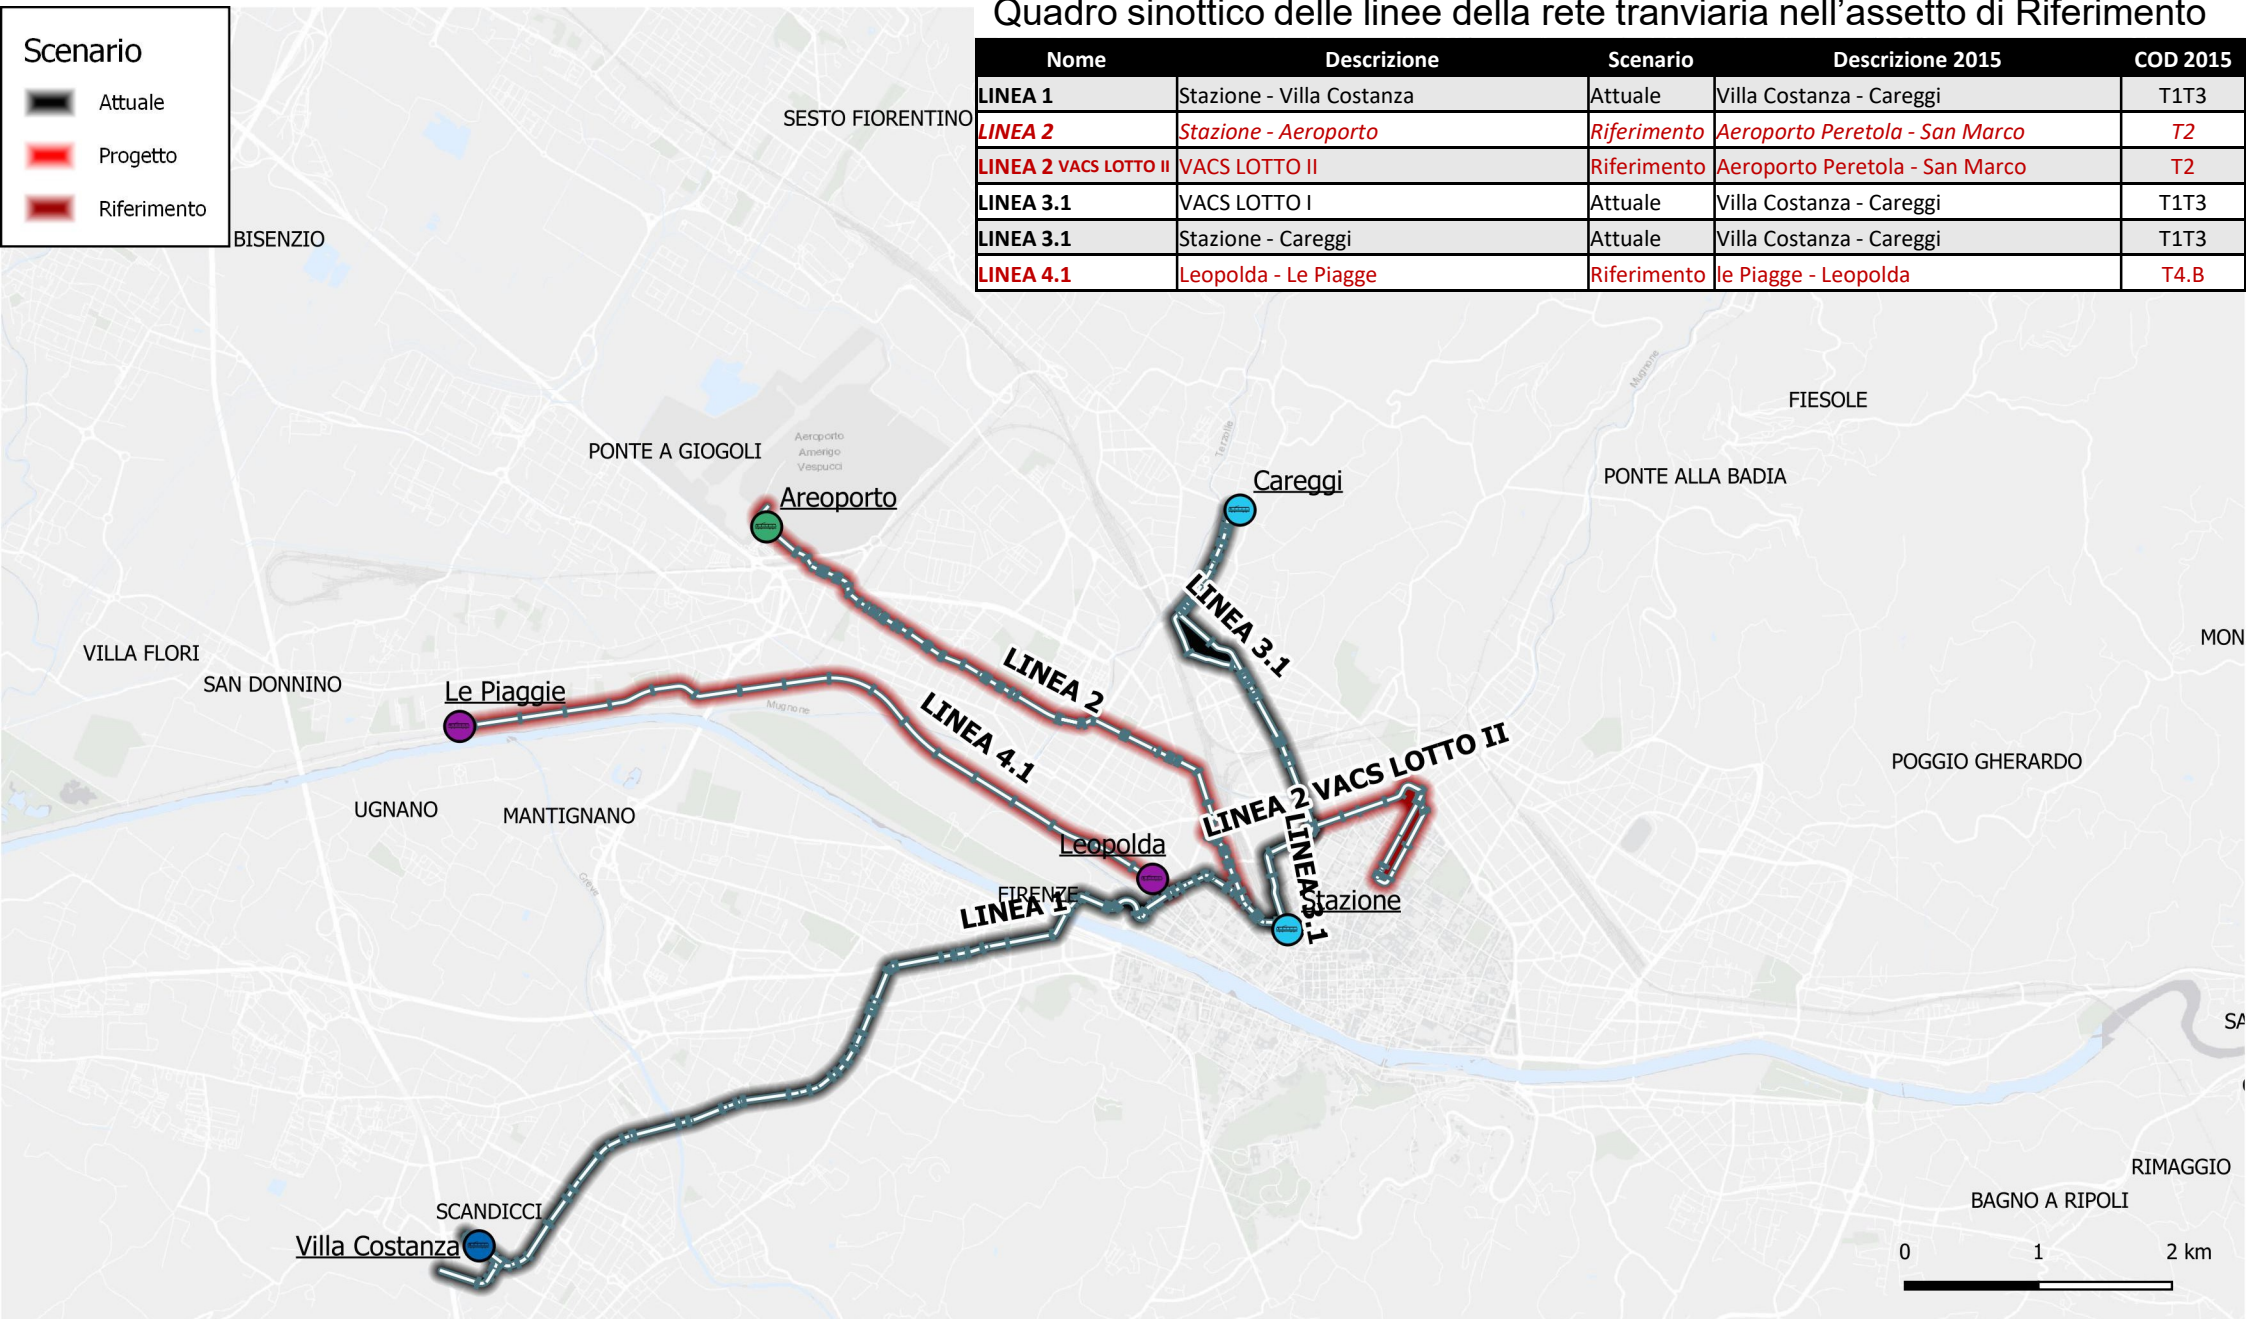 Quadro sinottico delle linee della rete tranviaria nell'assetto di Riferimento
Scenario
Attuale
Progetto
Riferimento
Nome Descrizione Scenario Descrizione 2015 COD 2015
LINEA 1 Stazione - Villa Costanza Attuale Villa Costanza - Careggi T1T3
LINEA 2 Stazione - Aeroporto Riferimento Aeroporto Peretola - San Marco T2
LINEA 2 VACS LOTTO II VACS LOTTO II Riferimento Aeroporto Peretola - San Marco T2
LINEA 3.1 VACS LOTTO I Attuale Villa Costanza - Careggi T1T3
LINEA 3.1 Stazione - Careggi Attuale Villa Costanza - Careggi T1T3
LINEA 4.1 Leopolda - Le Piagge Riferimento le Piagge - Leopolda T4.B
SESTO FIORENTINO
BISENZIO
Mugnone
FIESOLE
Terzolle
PONTE A GIOGOLI
Aeroporto
Amerigo
Vespucci
PONTE ALLA BADIA
Careggi
Areoporto
LINEA 3.1
MON
VILLA FLORI
SAN DONNINO
Le Piaggie
LINEA 2
Mugnone
LINEA 4.1
LINEA 2 VACS LOTTO II
POGGIO GHERARDO
UGNANO
MANTIGNANO
Leopolda
LINEA 3.1
Greve
FIRENZE
LINEA 1
Stazione
SA
RIMAGGIO
BAGNO A RIPOLI
SCANDICCI
Villa Costanza
0 1 2 km